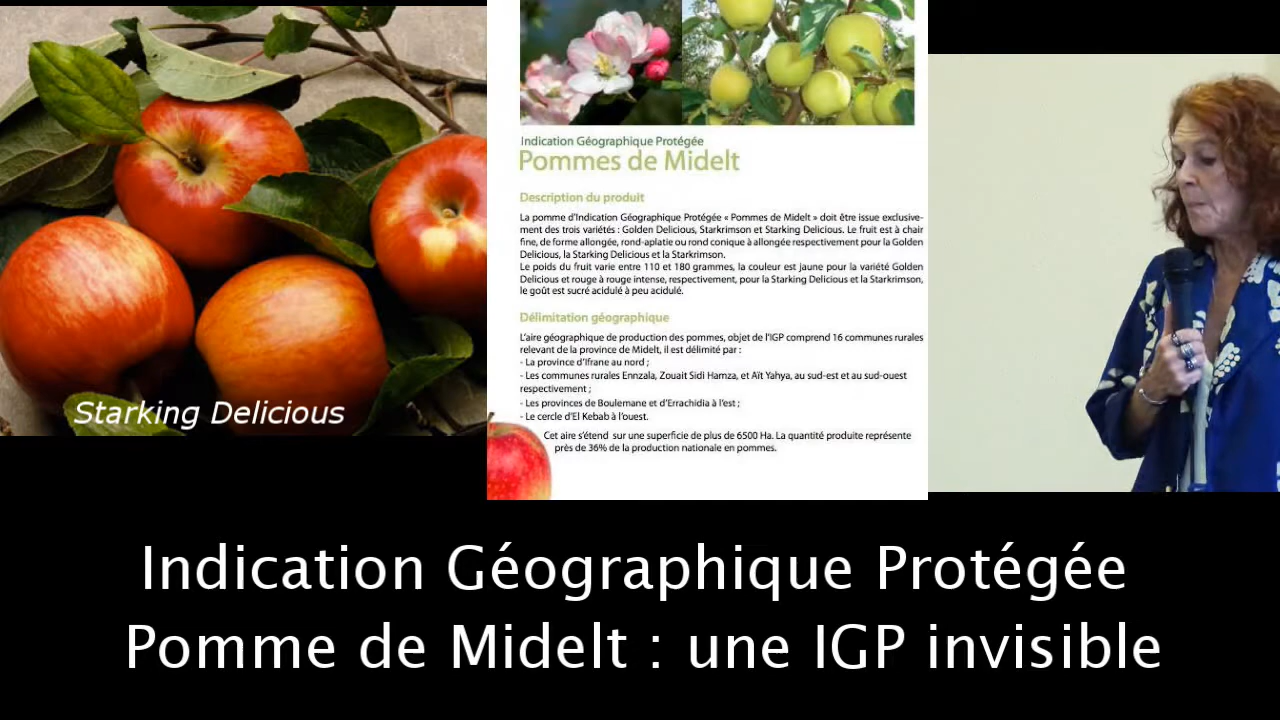 Starking Delicious
Indication Géographique Protégée
Pommes de Midelt
Description du produit
La pomme d'Indication Géographique Protégée « Pommes de Midelt » doit être issue exclusive-
ment des trois variétés : Golden Delicious, Starkrimson et Starking Delicious. Le fruit est à chair
fine, de forme allongée, rond-aplatie ou rond conique à allongée respectivement pour la Golden
Delicious, la Starking Delicious et la Starkrimson.
Le poids du fruit varie entre 110 et 180 grammes, la couleur est jaune pour la variété Golden
Delicious et rouge à rouge intense, respectivement, pour la Starking Delicious et la Starkrimson,
le goût est sucré acidulé à peu acidulé.
Délimitation géographique
L'aire géographique de production des pommes, objet de l'IGP comprend 16 communes rurales
relevant de la province de Midelt, il est délimité par :
- La province d'Ifrane au nord ;
- Les communes rurales Ennzala, Zouait Sidi Hamza, et Aït Yahya, au sud-est et au sud-ouest
respectivement ;
- Les provinces de Boulemane et d'Errachidia à l'est ;
- Le cercle d'El Kebab à l'ouest.
Cet aire s'étend sur une superficie de plus de 6500 Ha. La quantité produite représente
près de 36% de la production nationale en pommes.
Indication Géographique Protégée
Pomme de Midelt : une IGP invisible